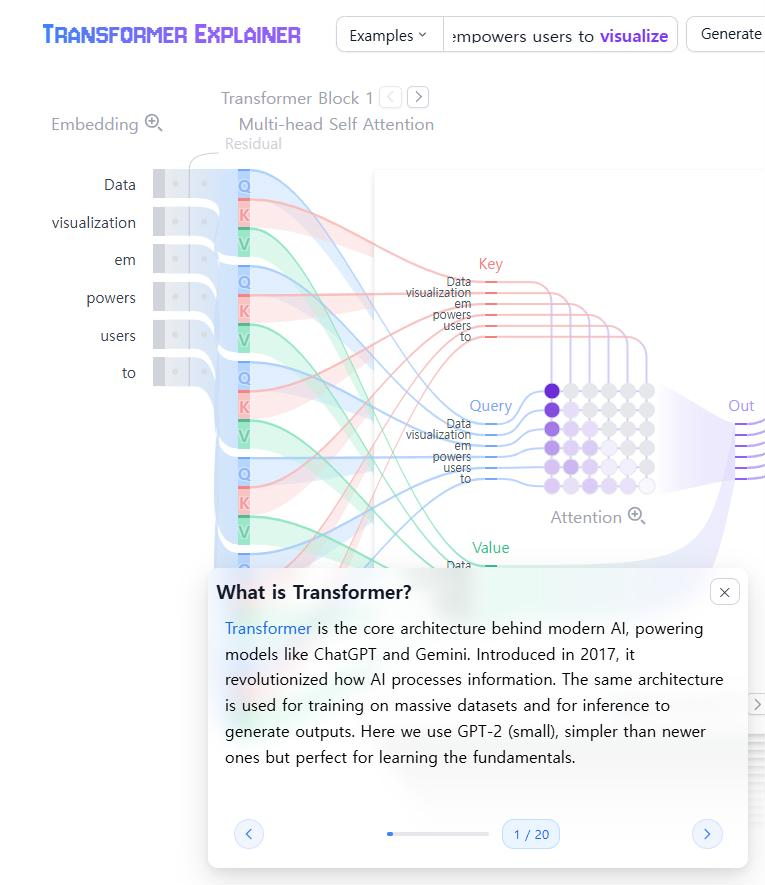 TRANSFORMER EXPLAINER
Examples
empowers users to visualize
Generate
Transformer Block 1
Embedding
Multi-head Self Attention
Residual
Data
visualization
em
powers
users
to
Q
K
V
Q
K
V
Q
K
V
Q
K
V
Q
Key
Data
visualization
em
powers
users
to
Query
Data
visualization
em
powers
users
to
Out
Attention
Value
Data
What is Transformer?
Transformer is the core architecture behind modern AI, powering
models like ChatGPT and Gemini. Introduced in 2017, it
revolutionized how AI processes information. The same architecture
is used for training on massive datasets and for inference to
generate outputs. Here we use GPT-2 (small), simpler than newer
ones but perfect for learning the fundamentals.
1 / 20